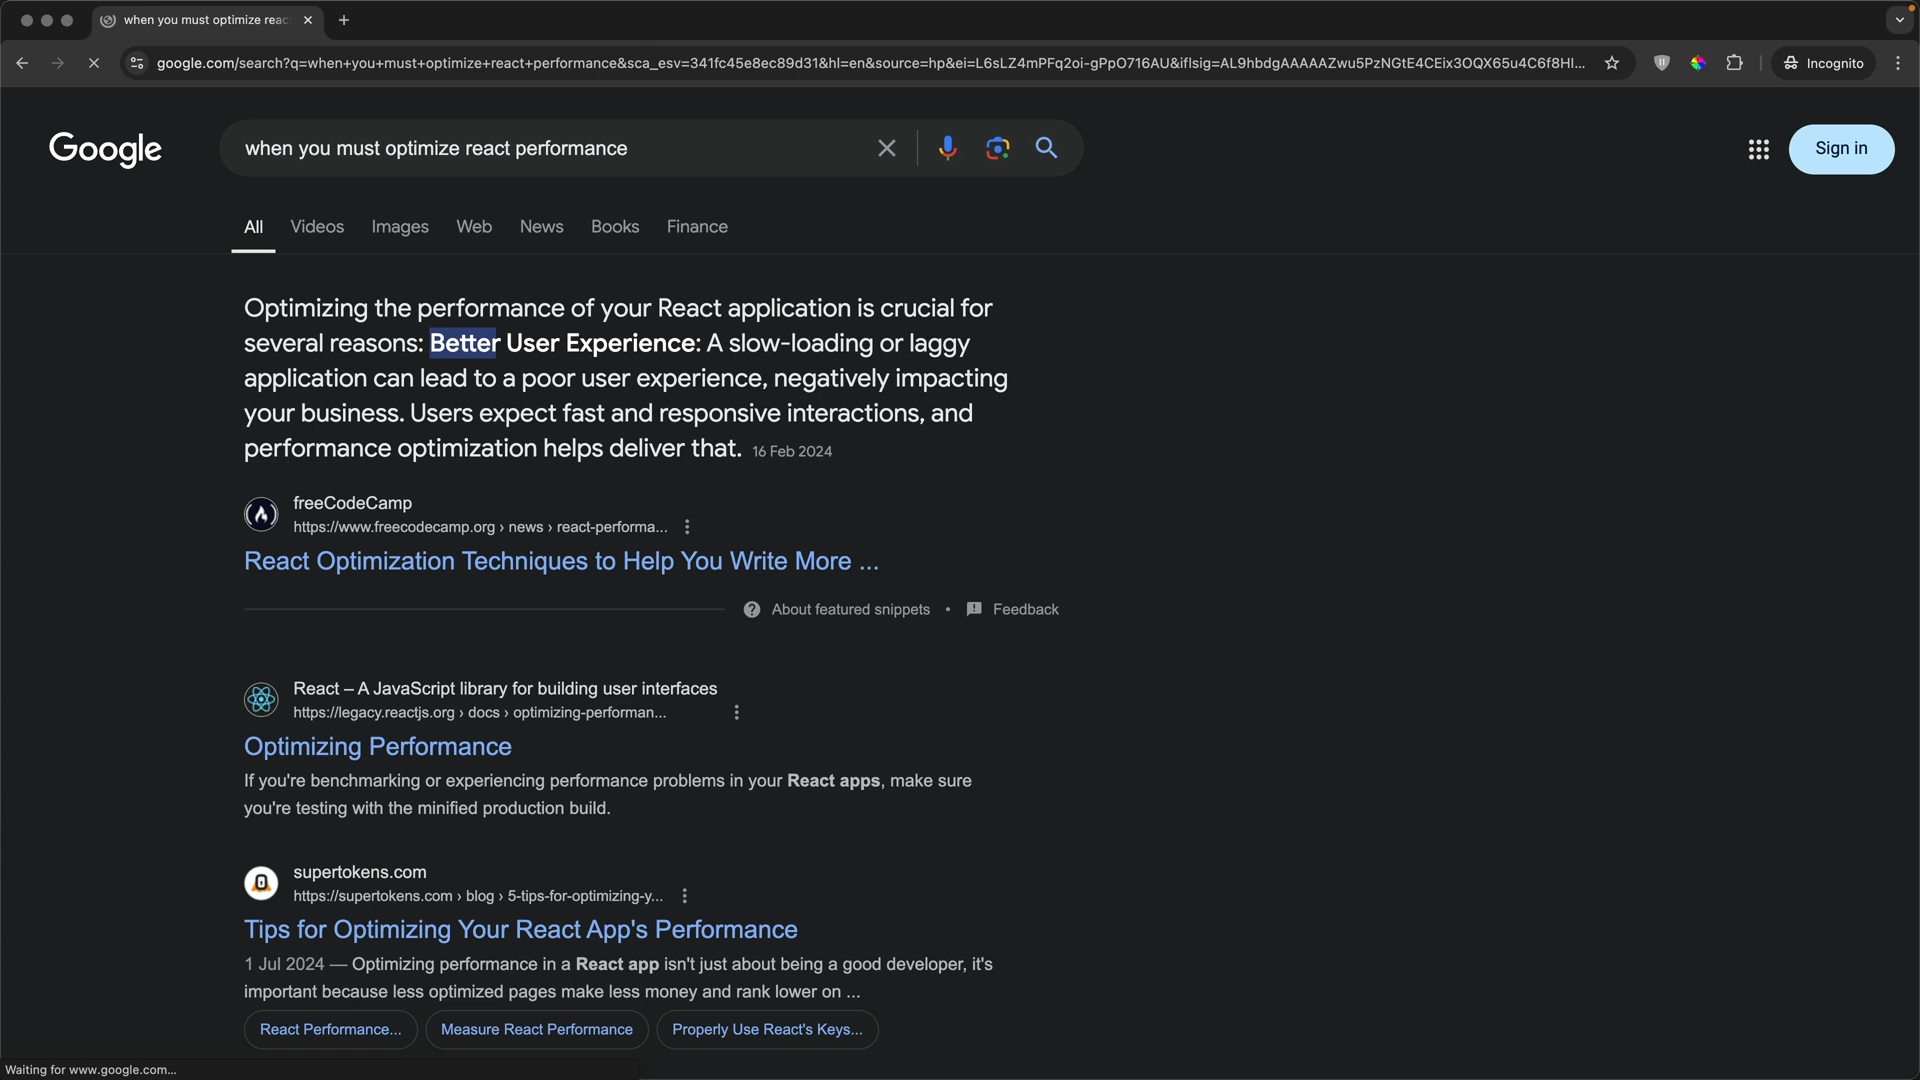 when you must optimize reac
google.com/search?q=when+you+must+optimize+react+performance&sca_esv=341fc45e8ec89d31&hl=en&source=hp&ei=L6sLZ4mPFq2oi-gPpO716AU&iflsig=AL9hbdgAAAAAZwu5PzNGtE4CEix3OQX65u4C6f8HI...
Incognito
Google
when you must optimize react performance
Sign in
All Videos Images Web News Books Finance
Optimizing the performance of your React application is crucial for
several reasons: Better User Experience: A slow-loading or laggy
application can lead to a poor user experience, negatively impacting
your business. Users expect fast and responsive interactions, and
performance optimization helps deliver that. 16 Feb 2024
freeCodeCamp
https://www.freecodecamp.org › news › react-performa...
React Optimization Techniques to Help You Write More ...
About featured snippets • Feedback
React – A JavaScript library for building user interfaces
https://legacy.reactjs.org › docs › optimizing-performan...
Optimizing Performance
If you're benchmarking or experiencing performance problems in your React apps, make sure
you're testing with the minified production build.
supertokens.com
https://supertokens.com › blog › 5-tips-for-optimizing-y...
Tips for Optimizing Your React App's Performance
1 Jul 2024 — Optimizing performance in a React app isn't just about being a good developer, it's
important because less optimized pages make less money and rank lower on ...
React Performance... Measure React Performance Properly Use React's Keys...
Waiting for www.google.com...